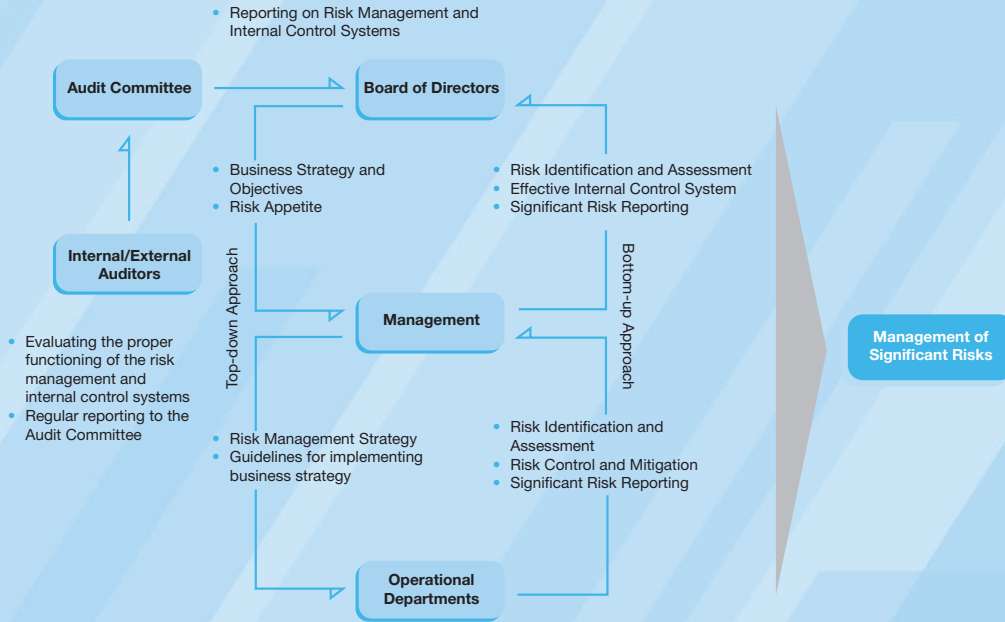 • Reporting on Risk Management and
Internal Control Systems
Audit Committee
Board of Directors
• Business Strategy and
Objectives
• Risk Appetite
• Risk Identification and Assessment
• Effective Internal Control System
• Significant Risk Reporting
Internal/External
Auditors
Top-down Approach
Bottom-up Approach
Management
Management of
Significant Risks
• Evaluating the proper
functioning of the risk
management and
internal control systems
• Regular reporting to the
Audit Committee
• Risk Management Strategy
• Guidelines for implementing
business strategy
• Risk Identification and
Assessment
• Risk Control and Mitigation
• Significant Risk Reporting
Operational
Departments